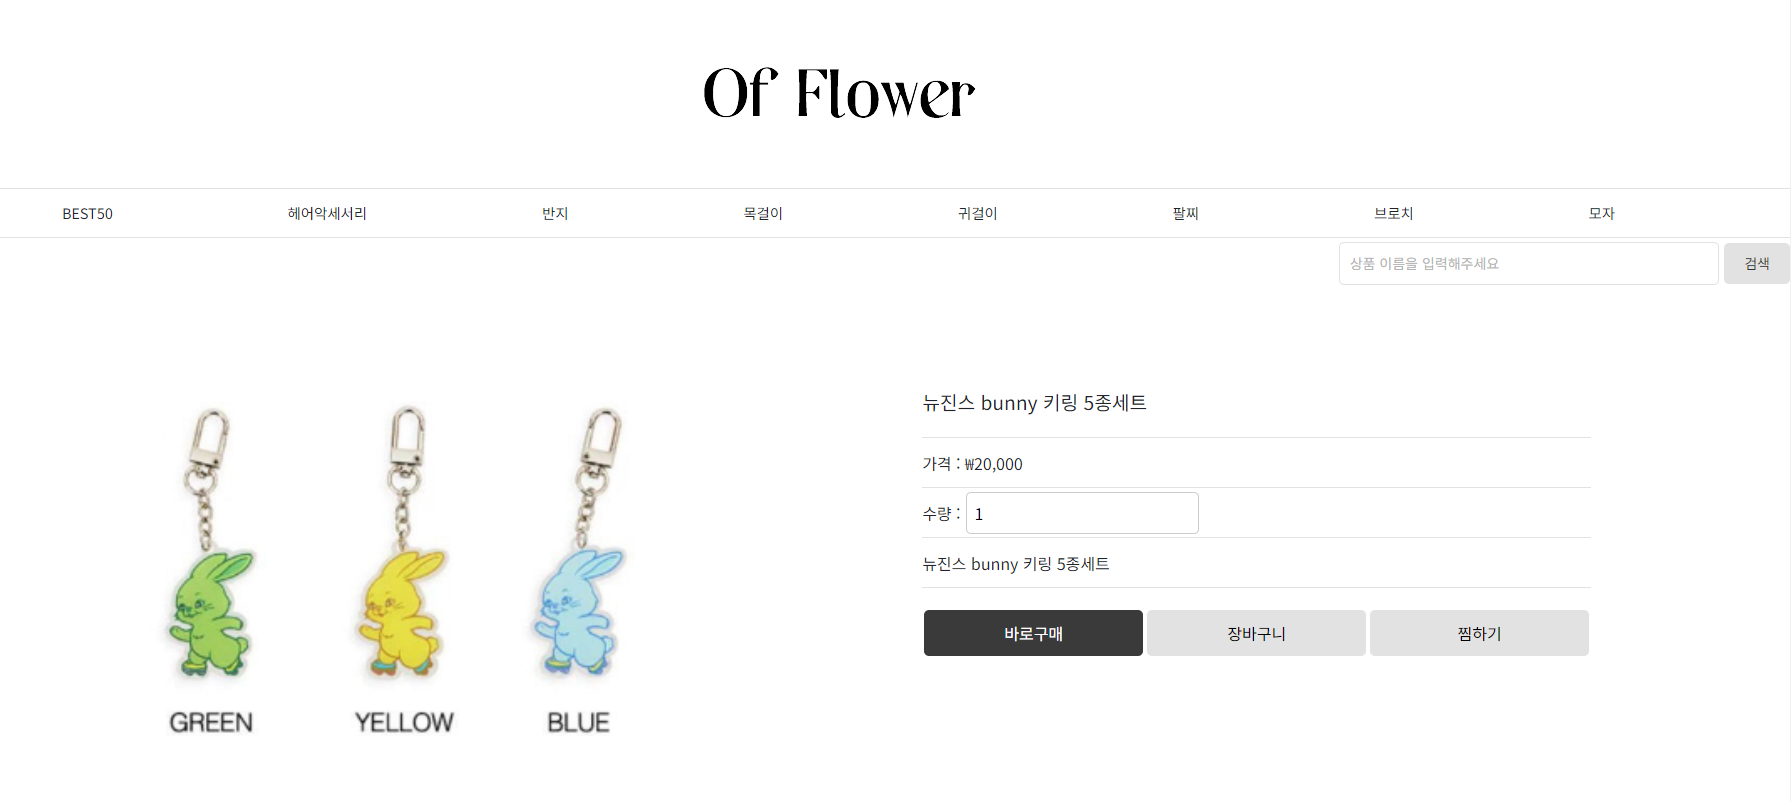 Of Flower
BEST50 헤어악세서리 반지 목걸이 귀걸이 팔찌 브로치 모자
상품 이름을 입력해주세요 검색
뉴진스 bunny 키링 5종세트
가격 : ₩20,000
수량 : 1
뉴진스 bunny 키링 5종세트
바로구매 장바구니 찜하기
GREEN YELLOW BLUE